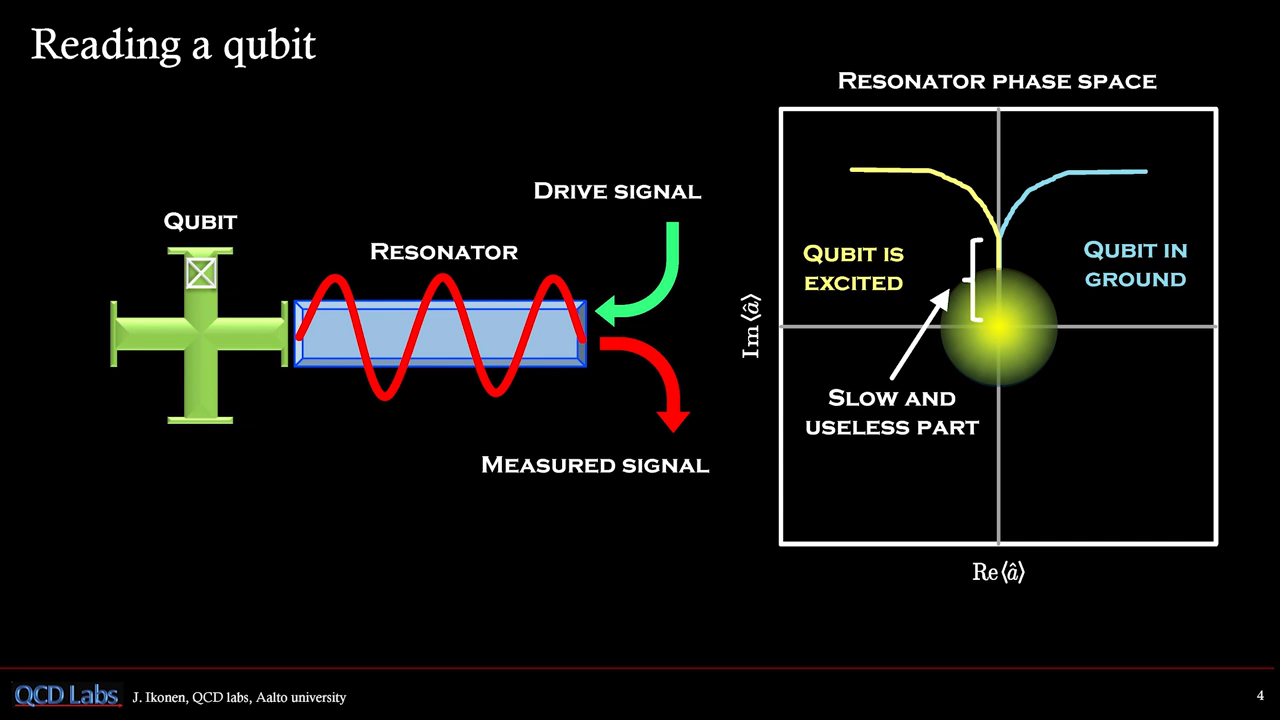 Reading a qubit
RESONATOR PHASE SPACE
DRIVE SIGNAL
QUBIT
RESONATOR
QUBIT IS
EXCITED
QUBIT IN
GROUND
Im⟨â⟩
SLOW AND
USELESS PART
MEASURED SIGNAL
Re⟨â⟩
QCD Labs
J. Ikonen, QCD labs, Aalto university
4